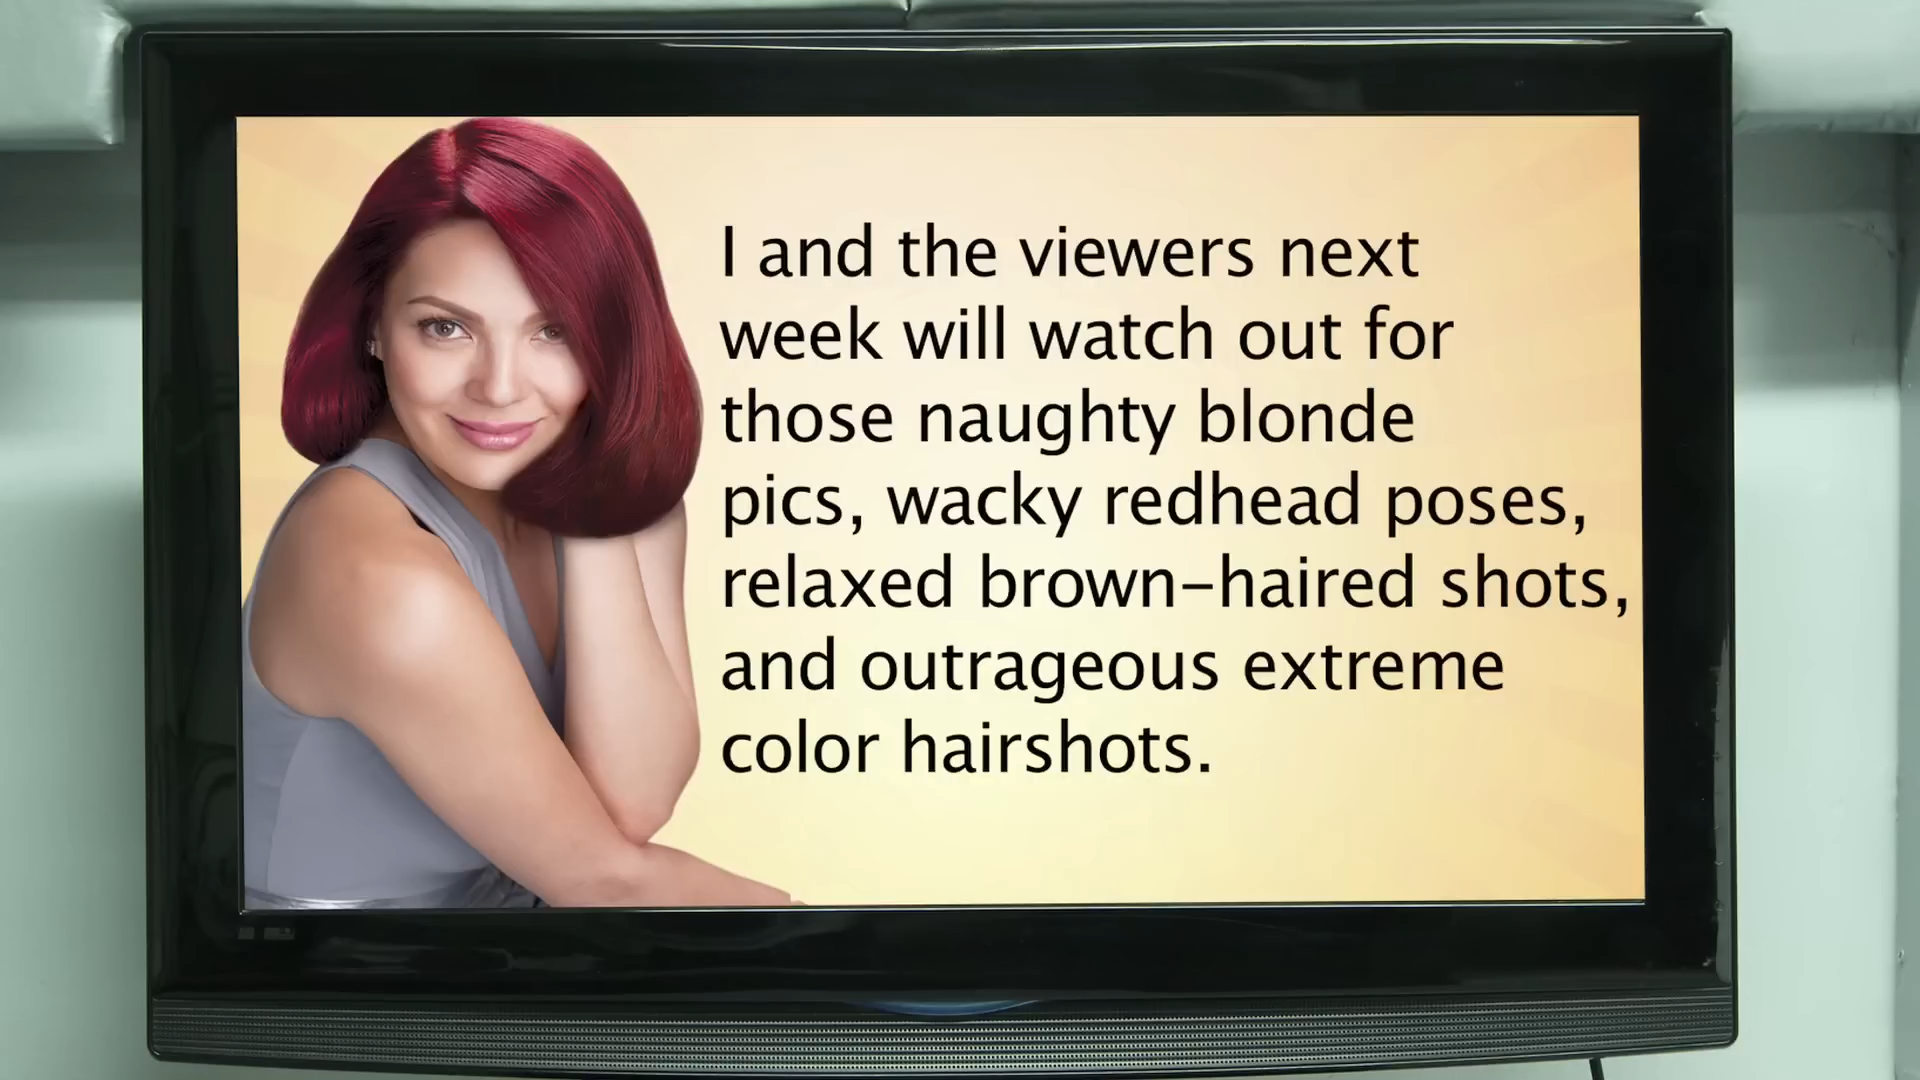 I and the viewers next
week will watch out for
those naughty blonde
pics, wacky redhead poses,
relaxed brown-haired shots,
and outrageous extreme
color hairshots.